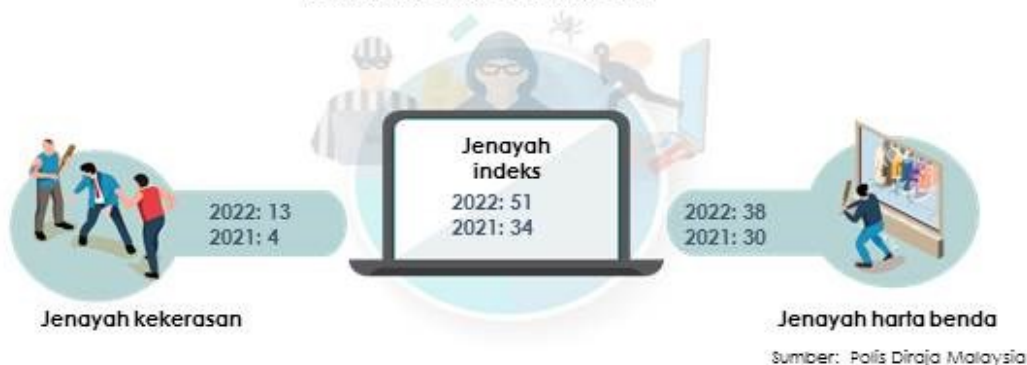 Jenayah
indeks
2022: 51
2021: 34
2022: 13
2021: 4
2022: 38
2021: 30
Jenayah kekerasan
Jenayah harta benda
Sumber: Polis Diraja Malaysia